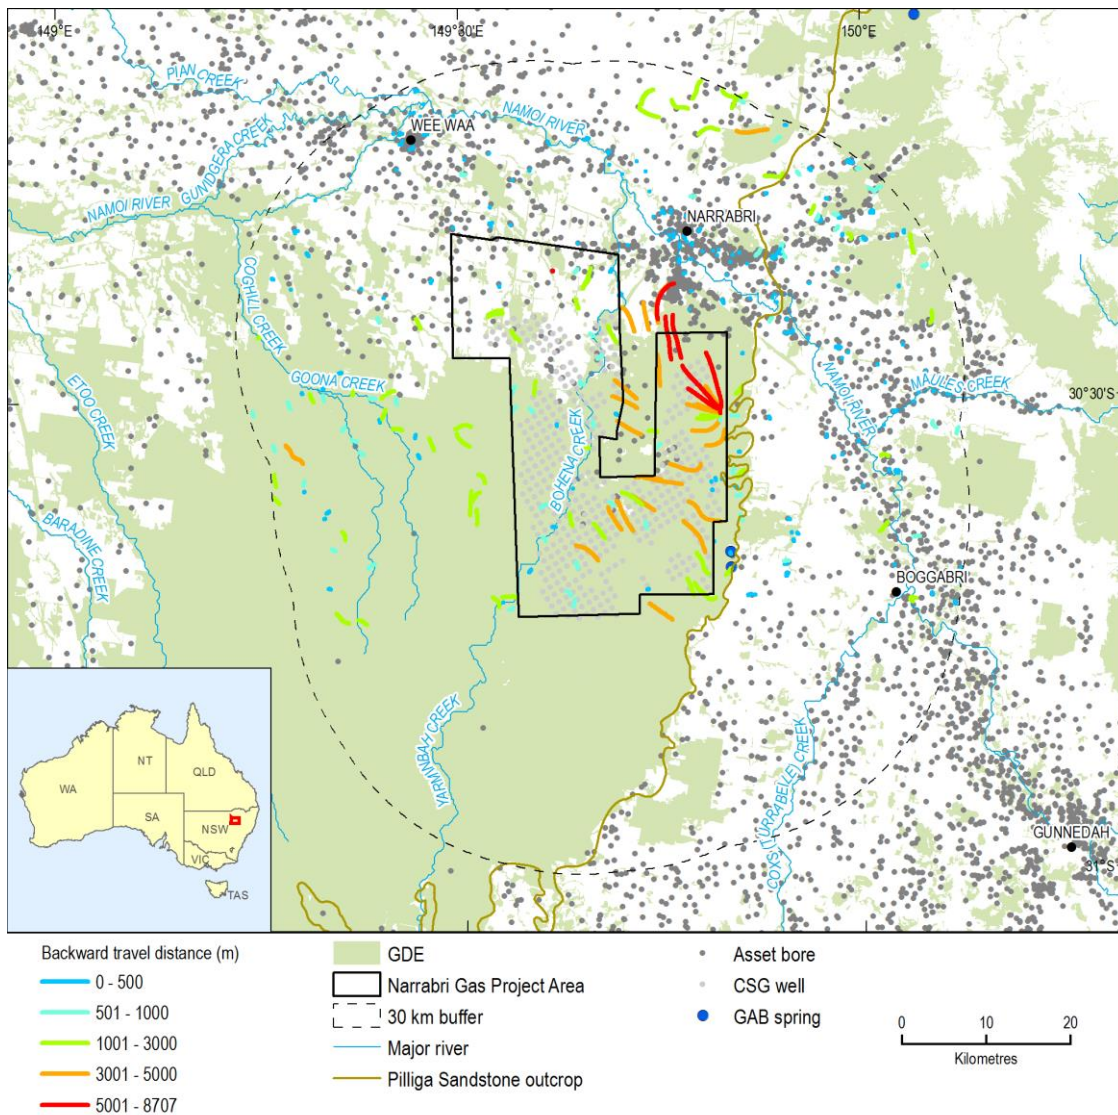 149°E
149°30'E
150°E
PIAN CREEK
NAMOI RIVER
WEE WAA
GUNIDGERA CREEK
NAMOI RIVER
NARRABRI
COGHILL CREEK
GOONA CREEK
ETOO CREEK
BOHENA CREEK
NAMOI RIVER
MAULES CREEK
30°30'S
BARADINE CREEK
BOGGABRI
YARMINBAH CREEK
COXS (TURRABEILE) CREEK
GUNNEDAH
31°S
WA
NT
QLD
SA
NSW
VIC
TAS
Backward travel distance (m)
0 - 500
501 - 1000
1001 - 3000
3001 - 5000
5001 - 8707
GDE
Narrabri Gas Project Area
30 km buffer
Major river
Pilliga Sandstone outcrop
Asset bore
CSG well
GAB spring
0 10 20
Kilometres